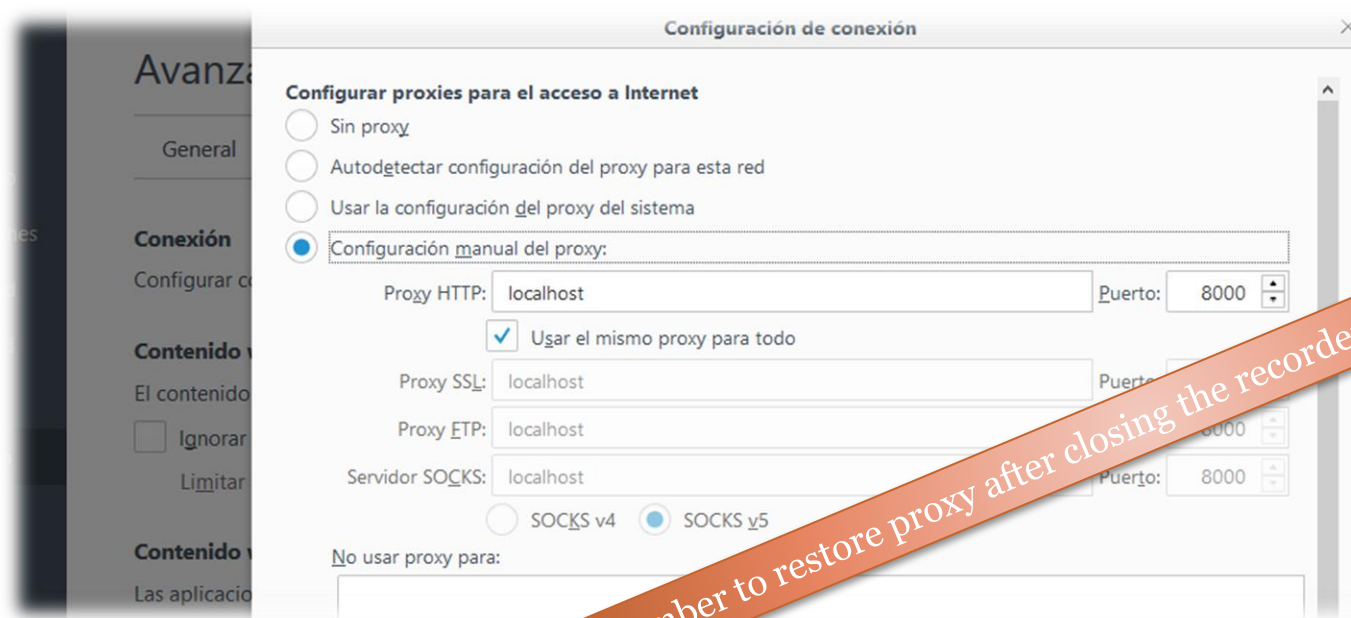 Configuración de conexión
Avanza
Configurar proxies para el acceso a Internet
Sin proxy
General
Autodetectar configuración del proxy para esta red
Usar la configuración del proxy del sistema
Conexión
Configuración manual del proxy:
Configurar
Proxy HTTP: localhost Puerto: 8000
Usar el mismo proxy para todo
Contenido
Proxy SSL: localhost
El contenido
Proxy FTP: localhost 8000
Ignorar
Servidor SOCKS: localhost Puerto: 8000
Limitar
SOCKS v4 SOCKS v5
Contenido
No usar proxy para:
Las aplicacio
to restore proxy after closing the recorde